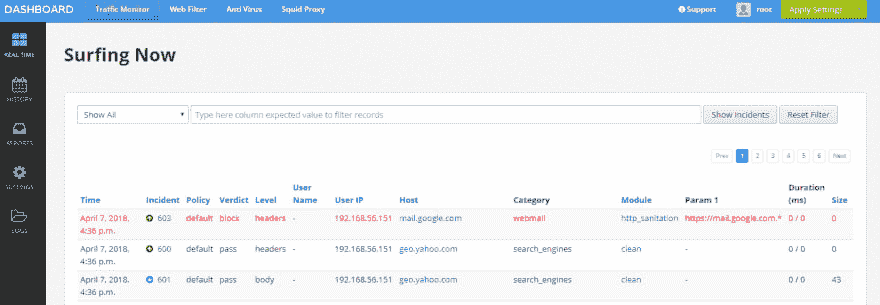 DASHBOARD Traffic Monitor Web Filter Anti Virus Squid Proxy Support root Apply Settings
REAL TIME
Surfing Now
HISTORY
Show All Type here column expected value to filter records Show Incidents Reset Filter
REPORTS
Prev 1 2 3 4 5 6 Next
SETTINGS
Time Incident Policy Verdict Level User Name User IP Host Category Module Param 1 Duration (ms) Size
LOGS
April 7, 2018, 4:36 p.m. 603 default block headers - 192.168.56.151 mail.google.com webmail http_sanitation https://mail.google.com.* 0 / 0 0
April 7, 2018, 4:36 p.m. 600 default pass headers - 192.168.56.151 geo.yahoo.com search_engines clean - 0 / 0 0
April 7, 2018, 4:36 p.m. 601 default pass body - 192.168.56.151 geo.yahoo.com search_engines clean - 0 / 0 43